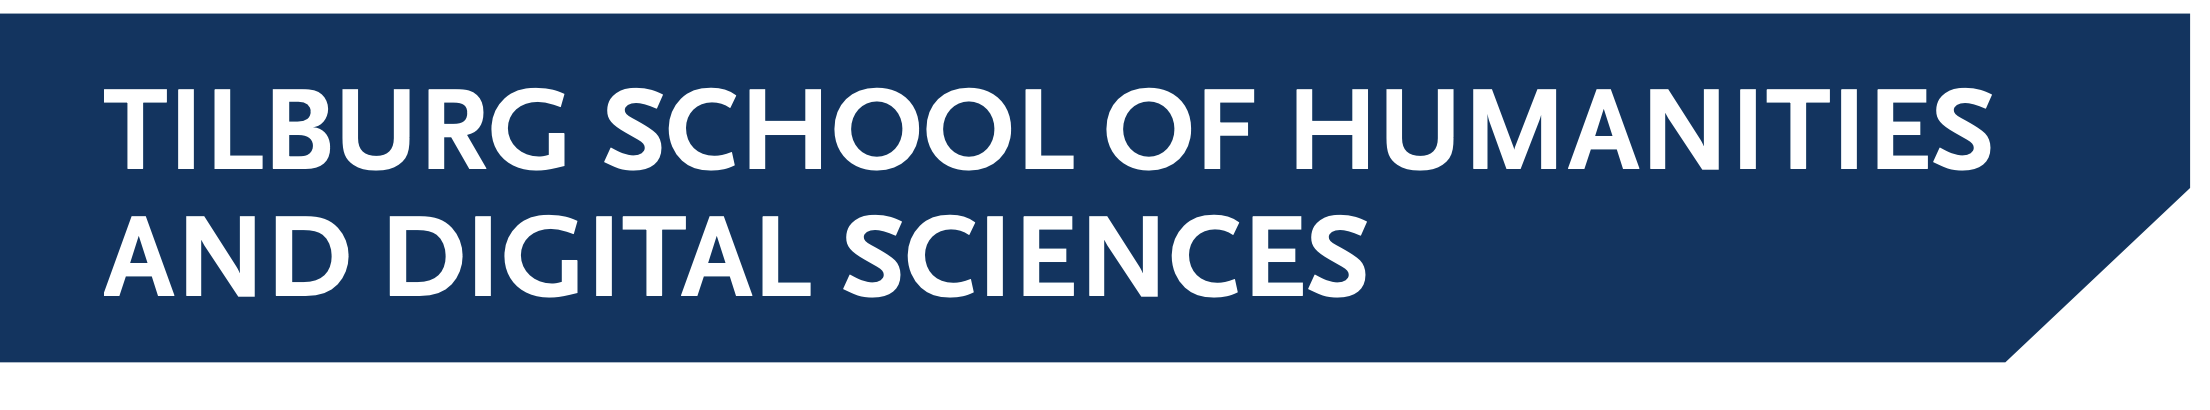 TILBURG SCHOOL OF HUMANITIES
AND DIGITAL SCIENCES